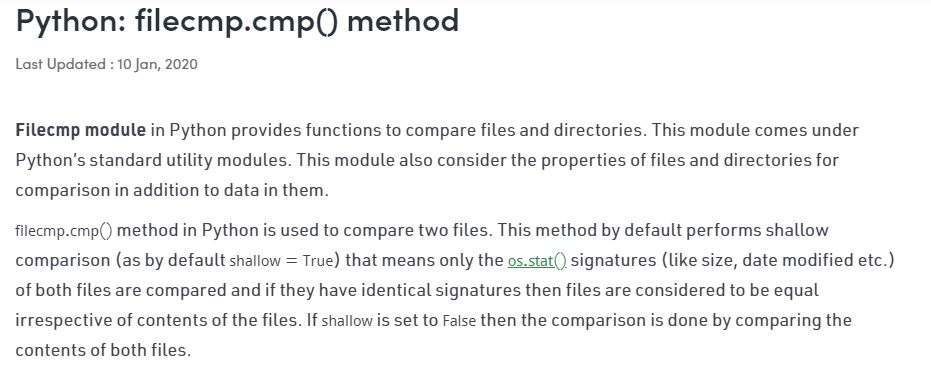 Python: filecmp.cmp() method
Last Updated : 10 Jan, 2020
Filecmp module in Python provides functions to compare files and directories. This module comes under
Python’s standard utility modules. This module also consider the properties of files and directories for
comparison in addition to data in them.
filecmp.cmp() method in Python is used to compare two files. This method by default performs shallow
comparison (as by default shallow = True) that means only the os.stat() signatures (like size, date modified etc.)
of both files are compared and if they have identical signatures then files are considered to be equal
irrespective of contents of the files. If shallow is set to False then the comparison is done by comparing the
contents of both files.